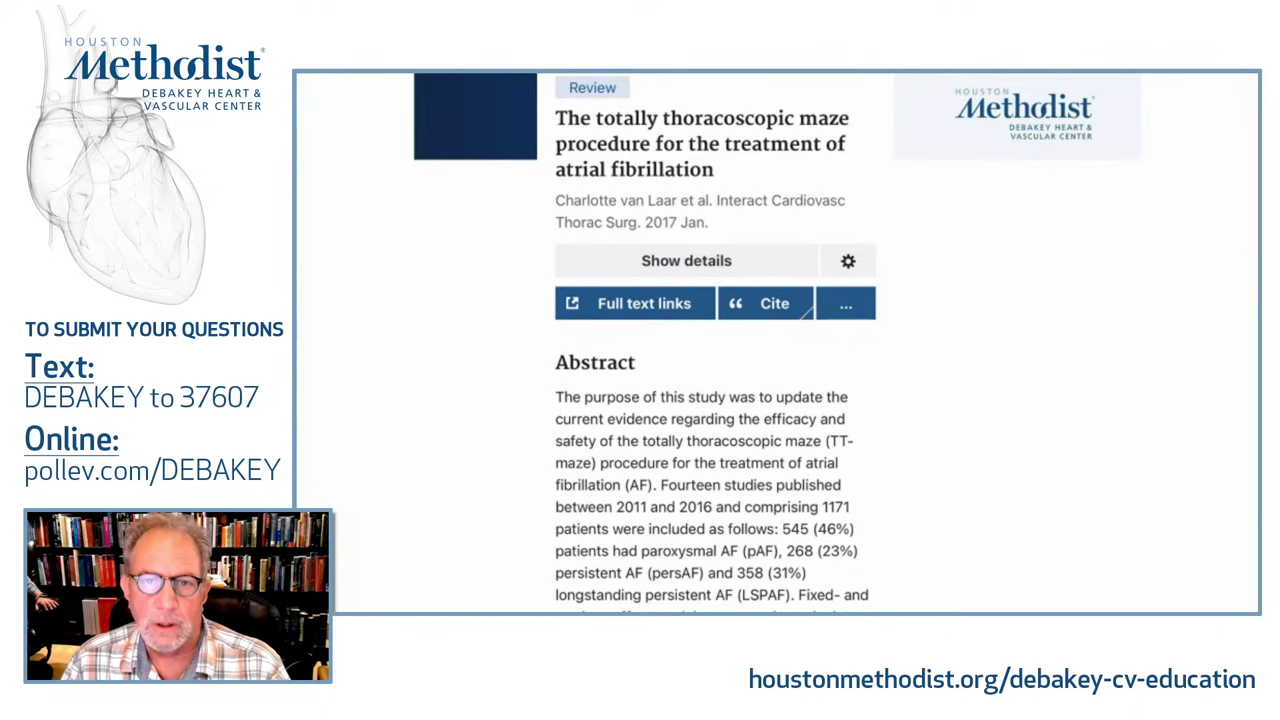 HOUSTON
Methodist®
DEBAKEY HEART &
VASCULAR CENTER
TO SUBMIT YOUR QUESTIONS
Text:
DEBAKEY to 37607
Online:
pollev.com/DEBAKEY
Review
The totally thoracoscopic maze
procedure for the treatment of
atrial fibrillation
Charlotte van Laar et al. Interact Cardiovasc
Thorac Surg. 2017 Jan.
Show details
Full text links
Cite
...
Abstract
The purpose of this study was to update the
current evidence regarding the efficacy and
safety of the totally thoracoscopic maze (TT-
maze) procedure for the treatment of atrial
fibrillation (AF). Fourteen studies published
between 2011 and 2016 and comprising 1171
patients were included as follows: 545 (46%)
patients had paroxysmal AF (pAF), 268 (23%)
persistent AF (persAF) and 358 (31%)
longstanding persistent AF (LSPAF). Fixed- and
HOUSTON
Methodist
DEBAKEY HEART &
VASCULAR CENTER
houstonmethodist.org/debakey-cv-education